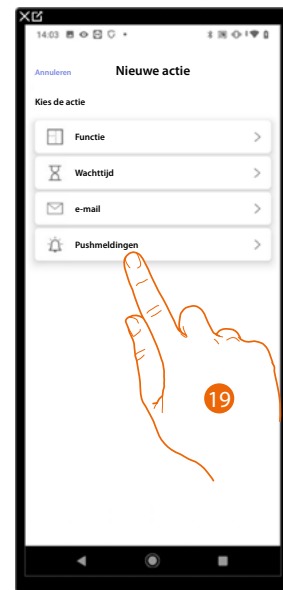 14:03
Annuleren Nieuwe actie
Kies de actie
Functie
Wachttijd
e-mail
Pushmeldingen
19